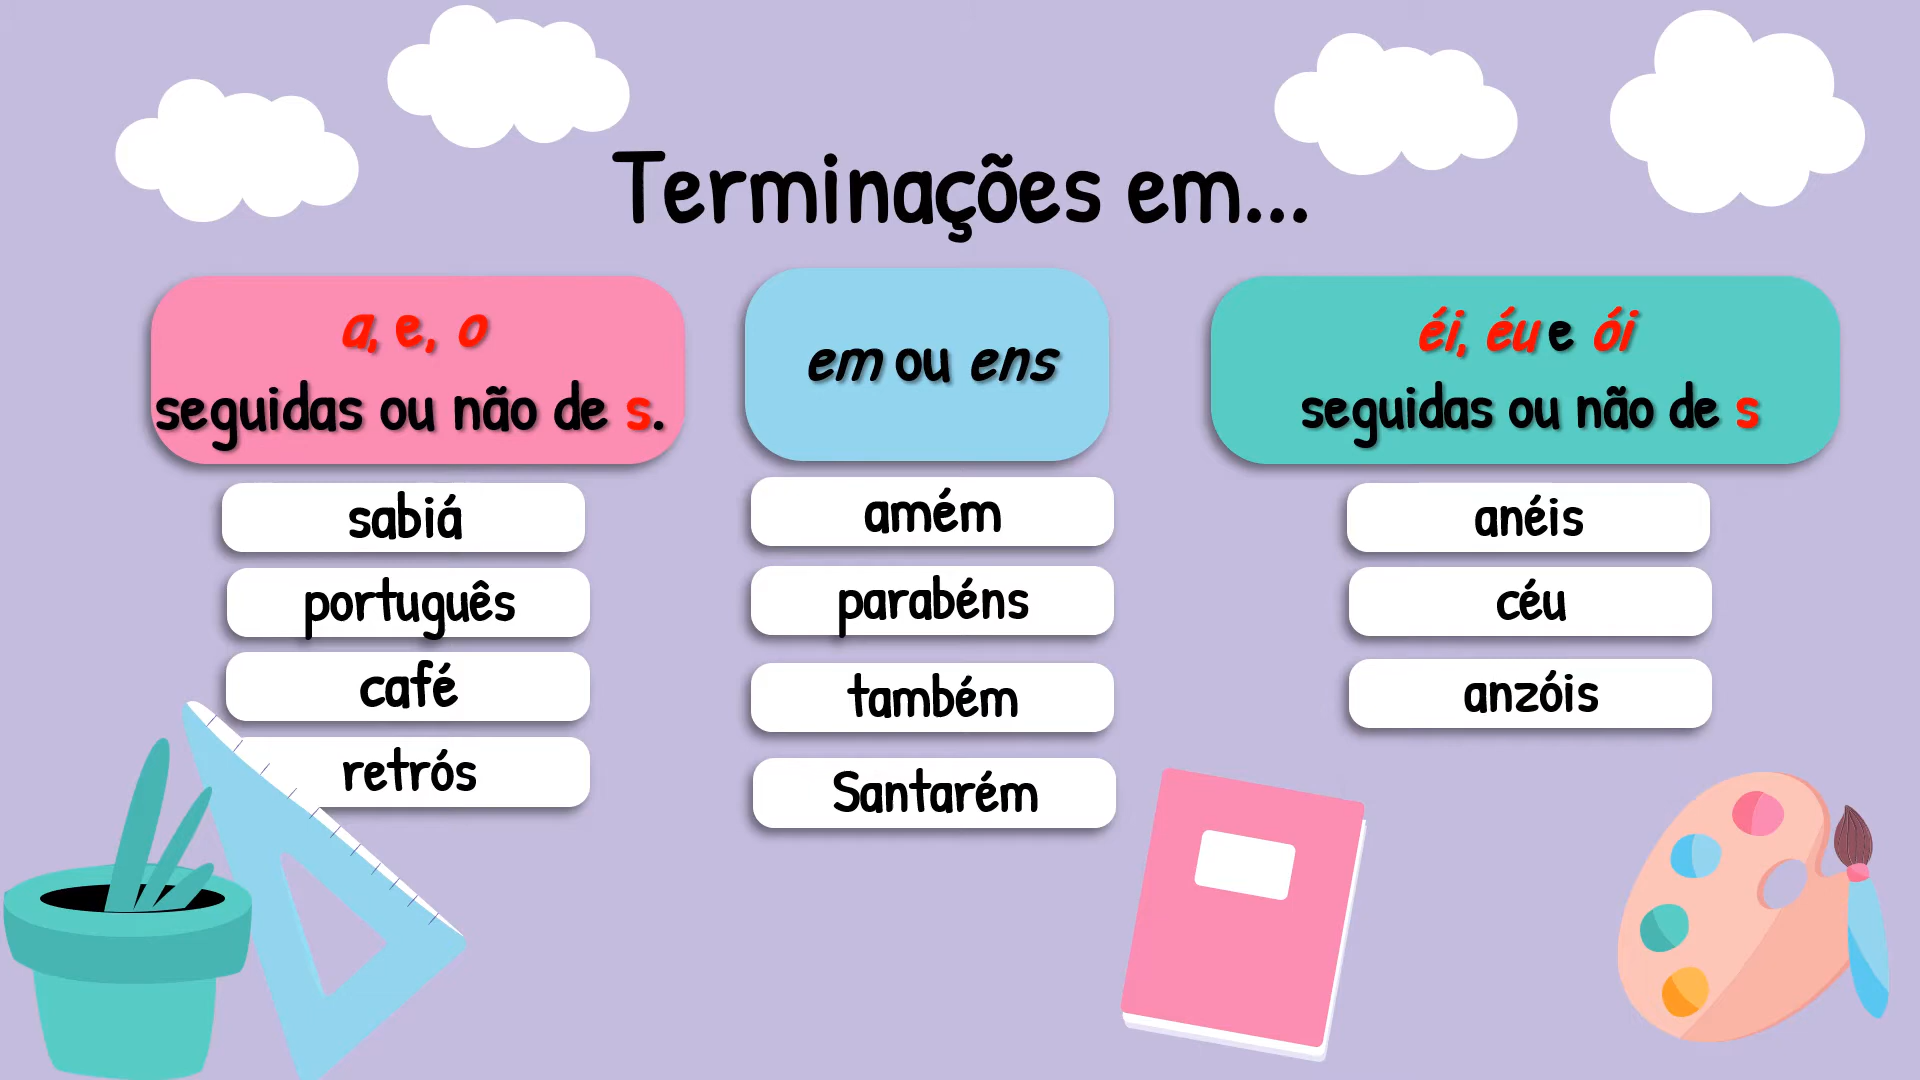 Terminações em...
a, e, o
seguidas ou não de s.
sabiá
português
café
retrós
em ou ens
amém
parabéns
também
Santarém
éi, éu e ói
seguidas ou não de s
anéis
céu
anzóis